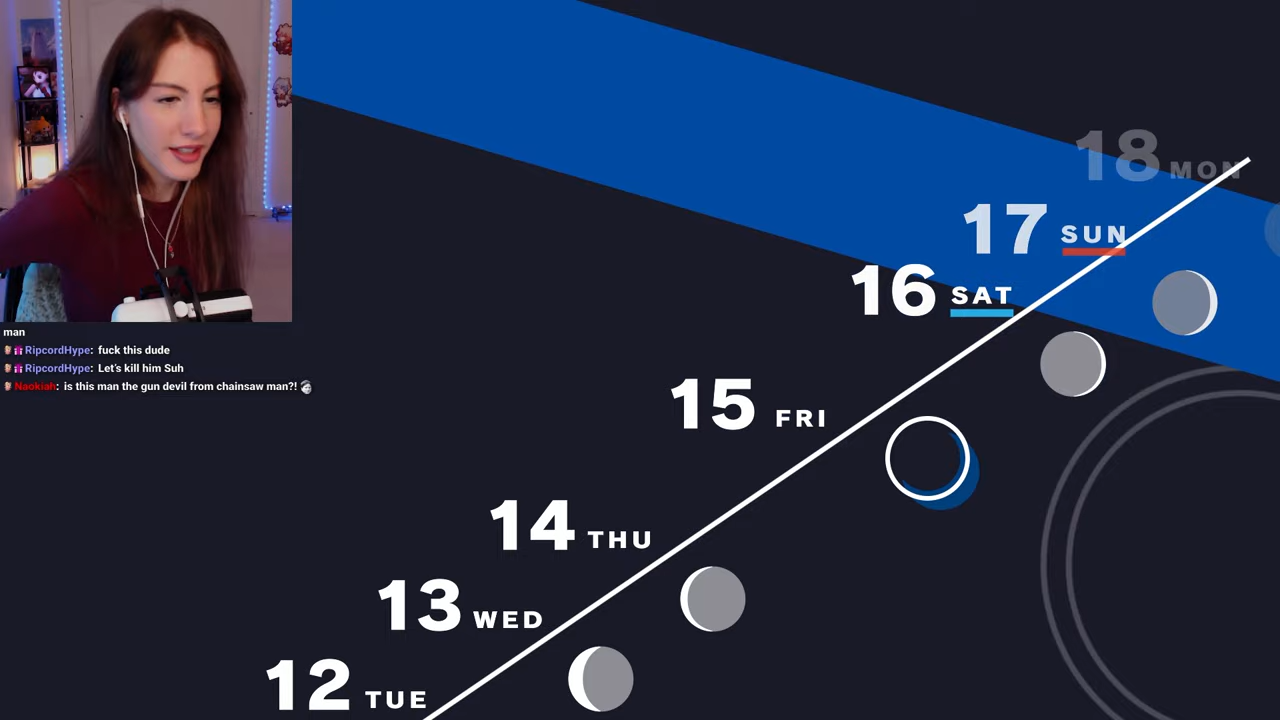 man
RipcordHype: fuck this dude
RipcordHype: Let's kill him Suh
Naokiah: is this man the gun devil from chainsaw man?!
18 MON
17 SUN
16 SAT
15 FRI
14 THU
13 WED
12 TUE